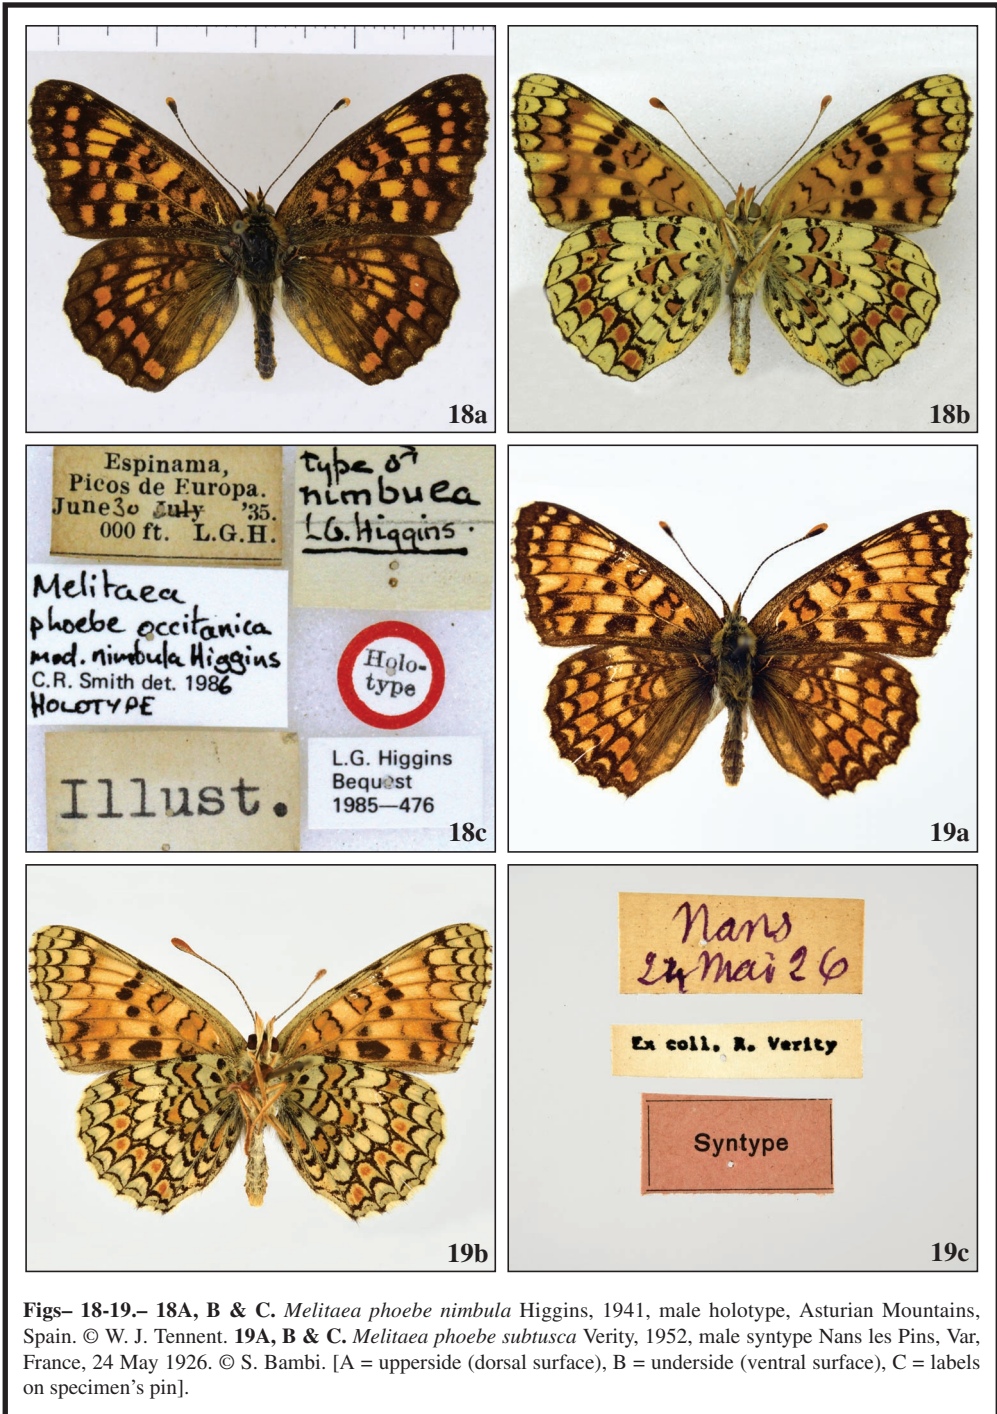 18a
18b
Espinama,
Picos de Europa.
June 30 July '35.
000 ft. L.G.H.
type ♂
nimbuea
L.G. Higgins.
Melitaea
phoebe occitanica
mod. nimbula Higgins
C.R. Smith det. 1986
HOLOTYPE
Holo-
type
Illust.
L.G. Higgins
Bequest
1985—476
18c
19a
19b
Nans
24 Mai 26
Ex coll. R. Verity
Syntype
19c
Figs– 18-19.– 18A, B & C. Melitaea phoebe nimbula Higgins, 1941, male holotype, Asturian Mountains,
Spain. © W. J. Tennent. 19A, B & C. Melitaea phoebe subtusca Verity, 1952, male syntype Nans les Pins, Var,
France, 24 May 1926. © S. Bambi. [A = upperside (dorsal surface), B = underside (ventral surface), C = labels
on specimen's pin].